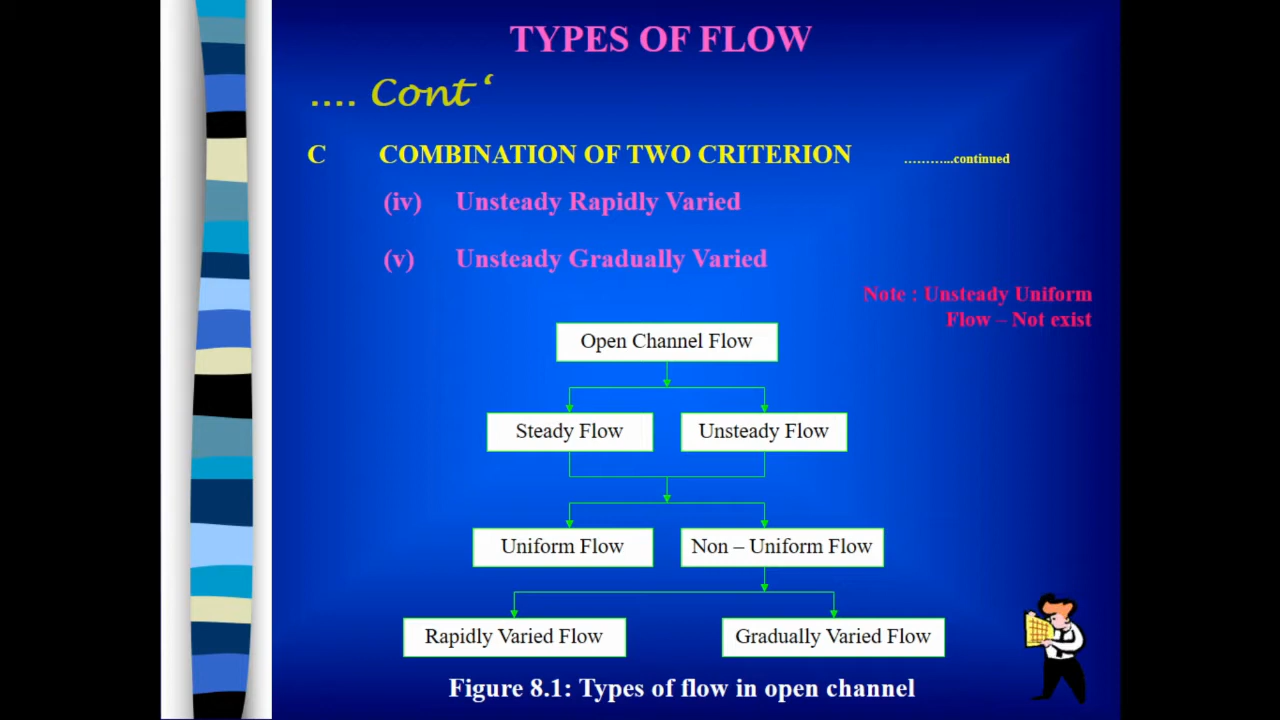 TYPES OF FLOW
.... Cont ‘
C COMBINATION OF TWO CRITERION ………...continued
(iv) Unsteady Rapidly Varied
(v) Unsteady Gradually Varied
Note : Unsteady Uniform
Flow – Not exist
Open Channel Flow
Steady Flow Unsteady Flow
Uniform Flow Non – Uniform Flow
Rapidly Varied Flow Gradually Varied Flow
Figure 8.1: Types of flow in open channel